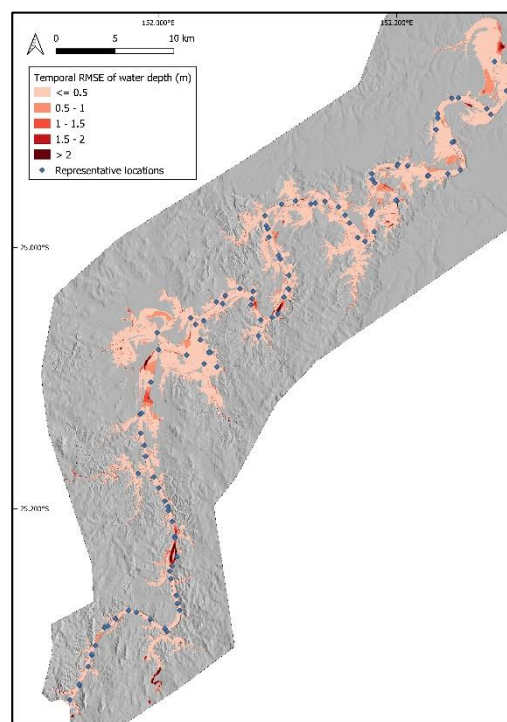 152.000°E
152.200°E
0
5
10 km
Temporal RMSE of water depth (m)
<= 0.5
0.5 - 1
1 - 1.5
1.5 - 2
> 2
Representative locations
25.000°S
25.200°S